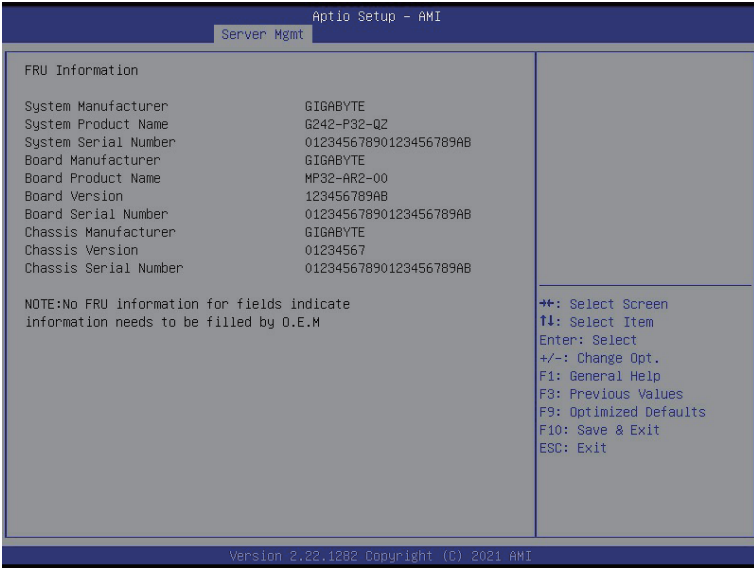 Aptio Setup – AMI
Server Mgmt
FRU Information
System Manufacturer GIGABYTE
System Product Name G242-P32-QZ
System Serial Number 01234567890123456789AB
Board Manufacturer GIGABYTE
Board Product Name MP32-AR2-00
Board Version 123456789AB
Board Serial Number 01234567890123456789AB
Chassis Manufacturer GIGABYTE
Chassis Version 01234567
Chassis Serial Number 01234567890123456789AB
NOTE:No FRU information for fields indicate
information needs to be filled by O.E.M
→←: Select Screen
↑↓: Select Item
Enter: Select
+/-: Change Opt.
F1: General Help
F3: Previous Values
F9: Optimized Defaults
F10: Save & Exit
ESC: Exit
Version 2.22.1282 Copyright (C) 2021 AMI